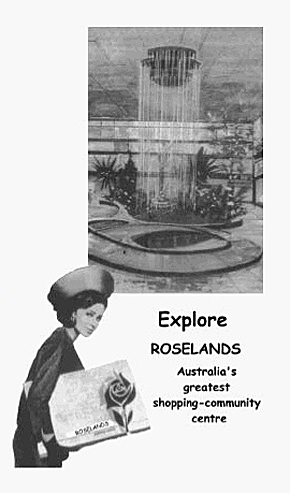 Explore
ROSELANDS
Australia's
greatest
shopping-community
centre
ROSELANDS